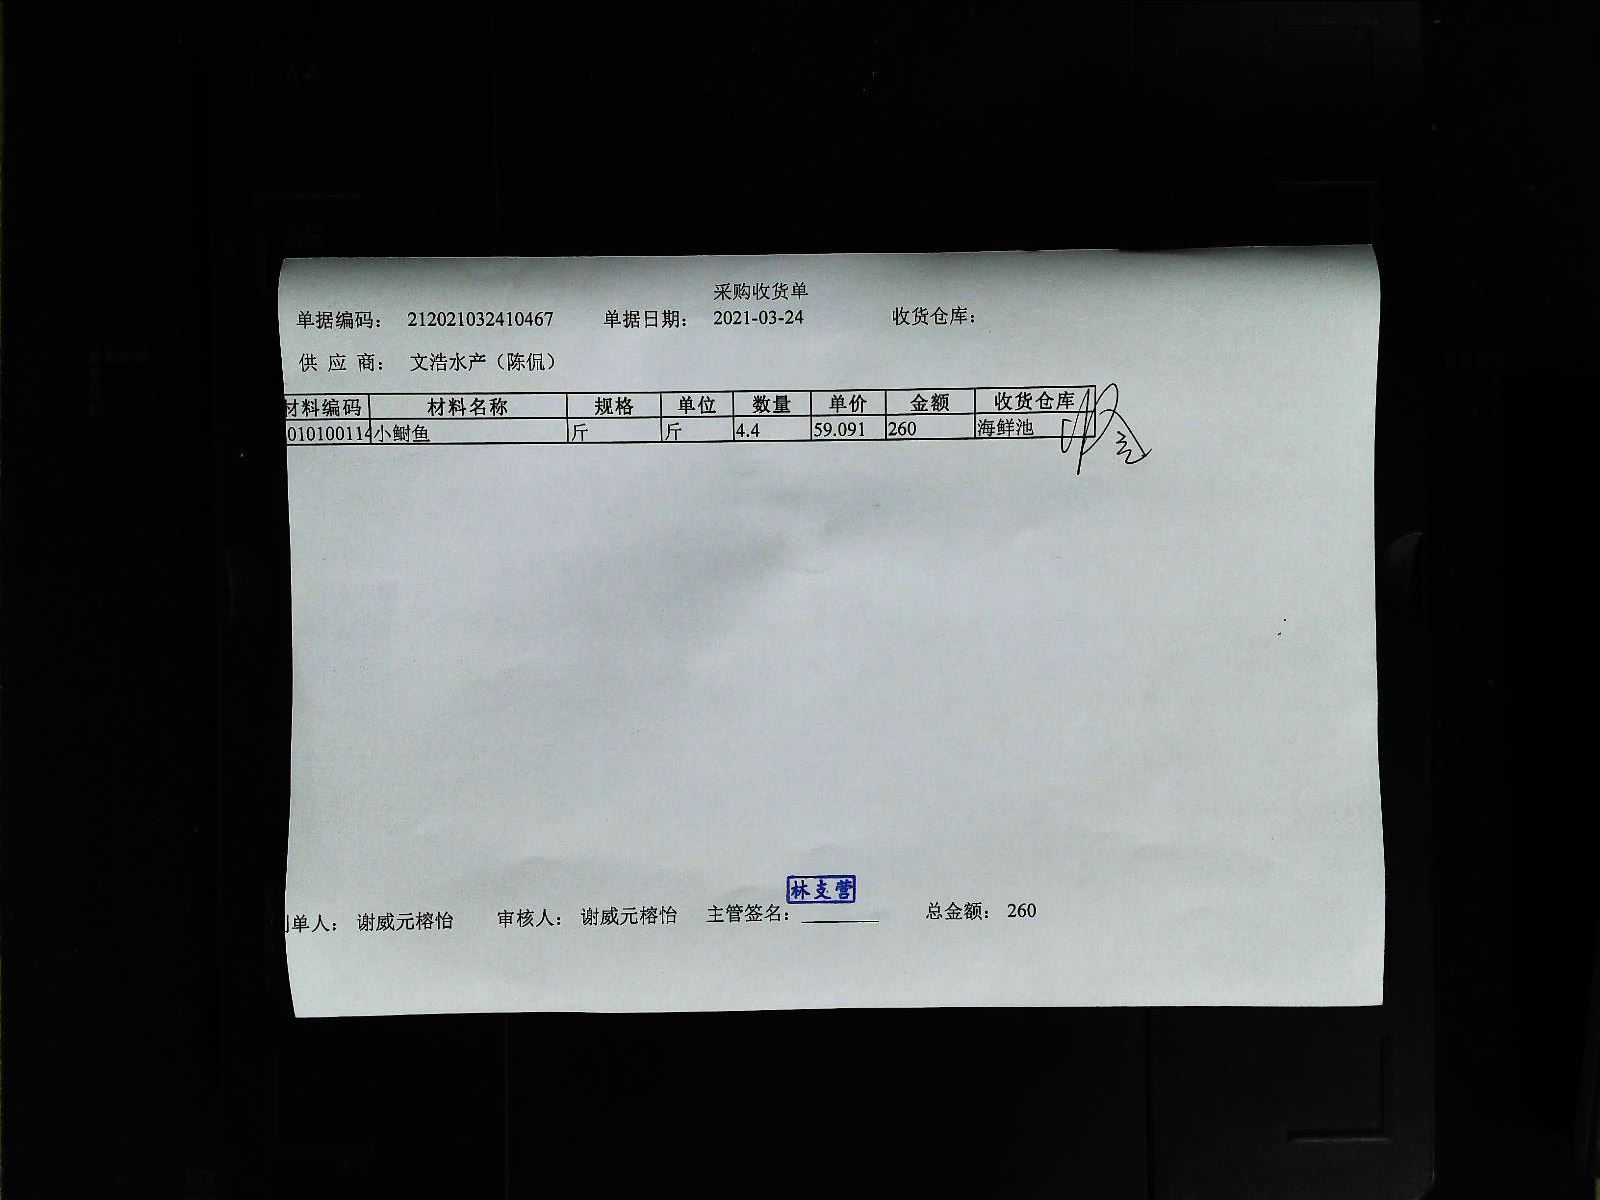 采购收货单
单据编码： 212021032410467 单据日期： 2021-03-24 收货仓库：
供 应 商： 文浩水产（陈侃）
材料编码 材料名称 规格 单位 数量 单价 金额 收货仓库
010100114 小鲥鱼 斤 斤 4.4 59.091 260 海鲜池
林支营
单人： 谢威元榕怡 审核人： 谢威元榕怡 主管签名： 总金额： 260